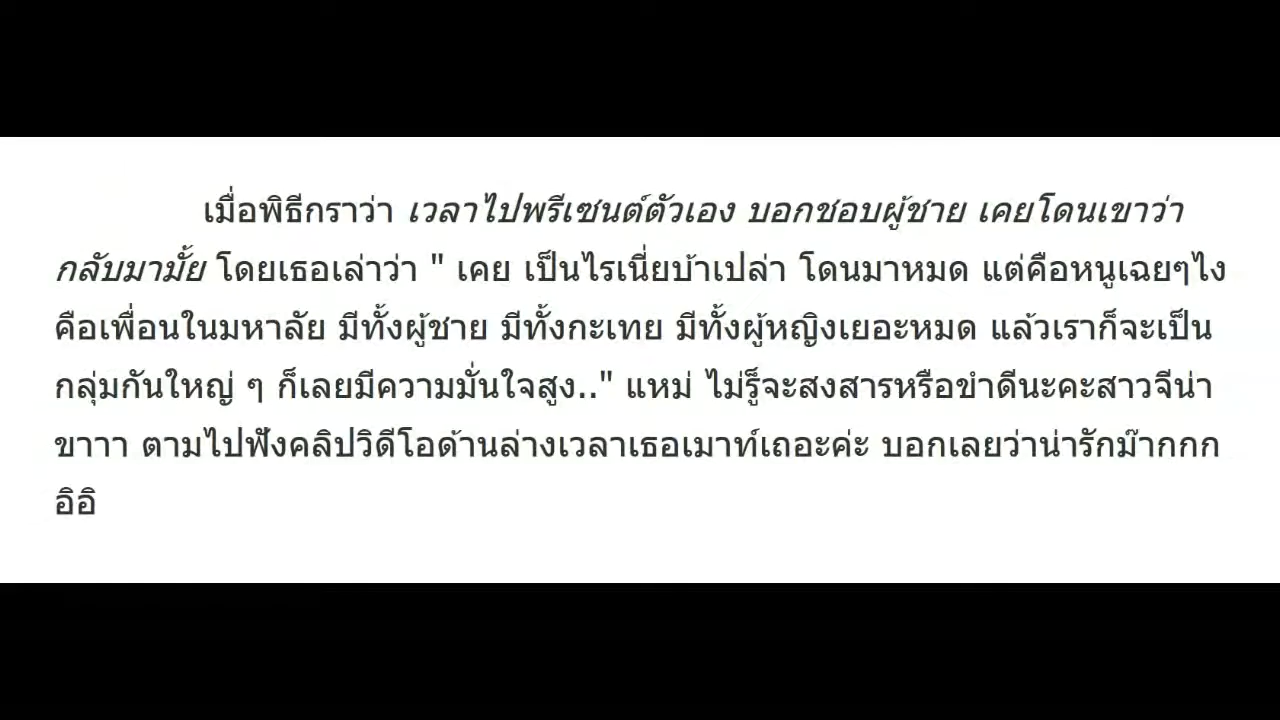 เมื่อพิธีกราว่า เวลาไปพรีเซนต์ตัวเอง บอกชอบผู้ชาย เคยโดนเขาว่า
กลับมามั้ย โดยเธอเล่าว่า " เคย เป็นไรเนี่ยบ้าเปล่า โดนมาหมด แต่คือหนูเฉยๆไง
คือเพื่อนในมหาลัย มีทั้งผู้ชาย มีทั้งกะเทย มีทั้งผู้หญิงเยอะหมด แล้วเราก็จะเป็น
กลุ่มกันใหญ่ ๆ ก็เลยมีความมั่นใจสูง.." แหม่ ไม่รู็จะสงสารหรือขำดีนะคะสาวจีน่า
ขาาา ตามไปฟังคลิปวิดีโอด้านล่างเวลาเธอเมาท์เถอะค่ะ บอกเลยว่าน่ารักม๊ากกก
อิอิ